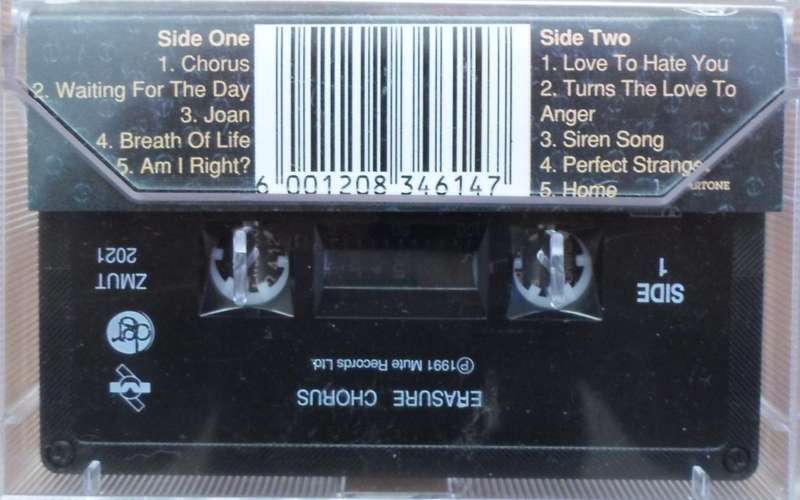 Side One
1. Chorus
2. Waiting For The Day
3. Joan
4. Breath Of Life
5. Am I Right?
6 001208 346147
Side Two
1. Love To Hate You
2. Turns The Love To
Anger
3. Siren Song
4. Perfect Strange
5. Home
ZMUT
2021
SIDE
1
℗1991 Mute Records Ltd.
ERASURE CHORUS